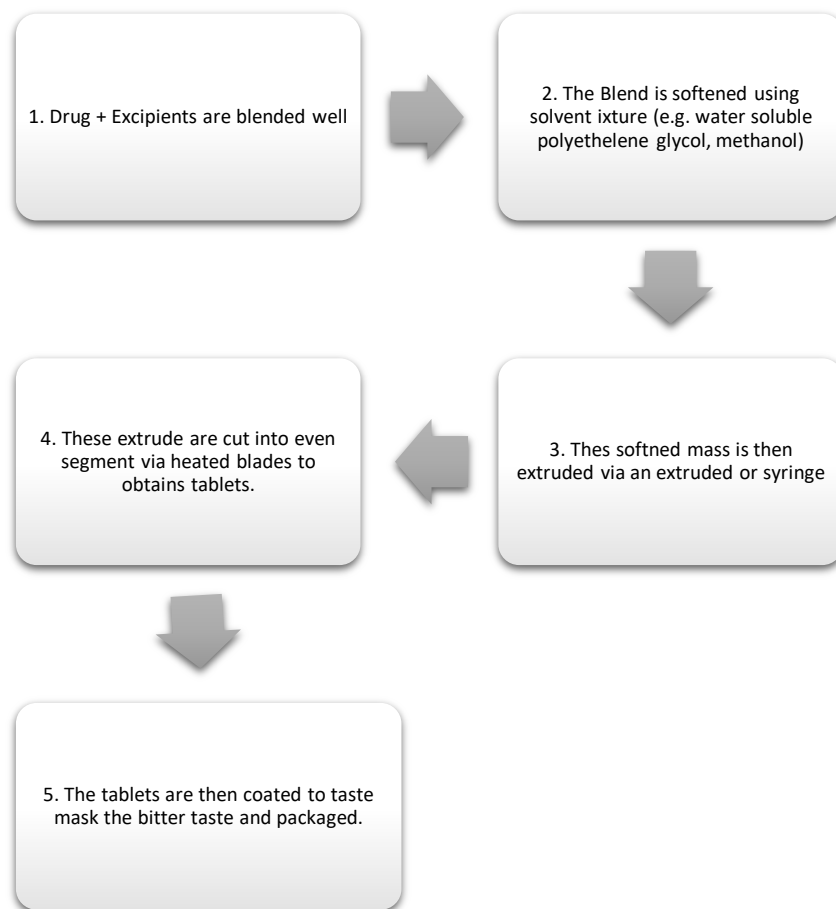 1. Drug + Excipients are blended well
2. The Blend is softened using
solvent ixture (e.g. water soluble
polyethelene glycol, methanol)
3. Thes softned mass is then
extruded via an extruded or syringe
4. These extrude are cut into even
segment via heated blades to
obtains tablets.
5. The tablets are then coated to taste
mask the bitter taste and packaged.